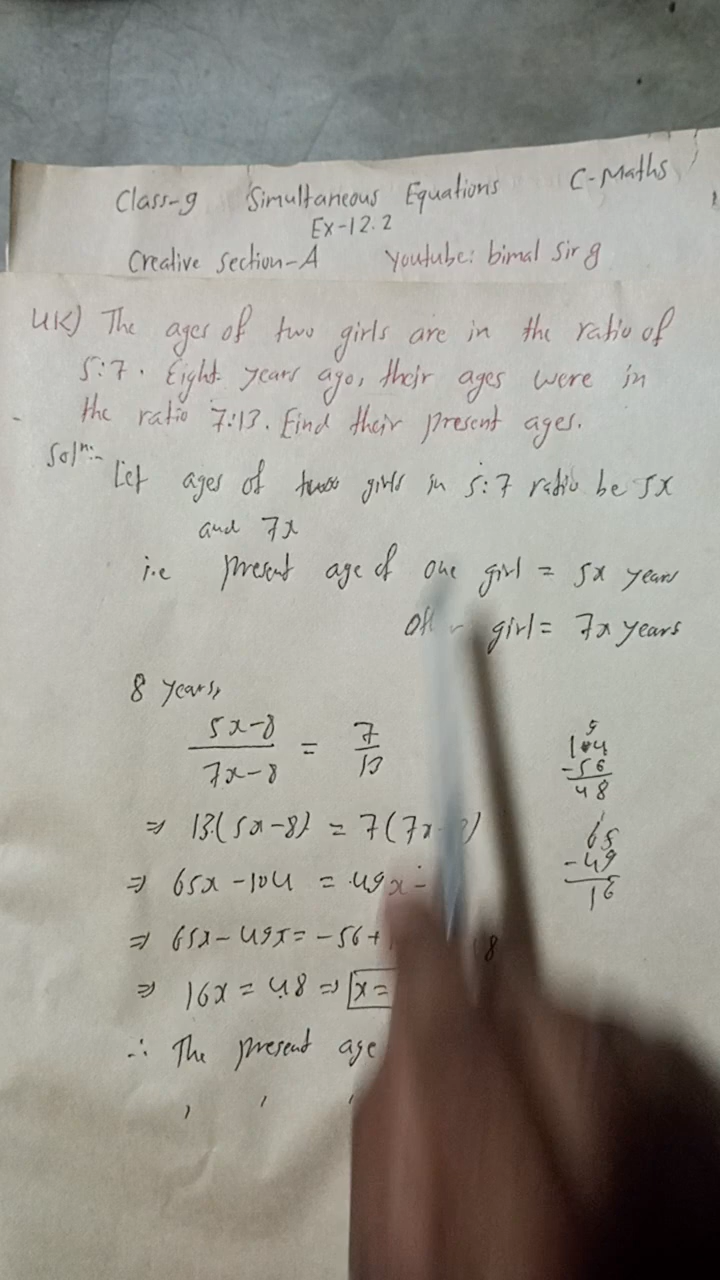 Class-9 Simultaneous Equations C-Maths
Ex-12.2
Creative section-A Youtube: bimal sir g
4k) The ages of two girls are in the ratio of
5:7. Eight years ago, their ages were in
the ratio 7:13. Find their present ages.
Solⁿ:-
Let ages of two girls in 5:7 ratio be 5x
and 7x
i.e present age of one girl = 5x years
girl = 7x years
8 years,
5x-8 / 7x-8 = 7 / 13
⇒ 13(5x-8) = 7(7x
⇒ 65x - 104 = 49x -
⇒ 65x - 49x = -56 +
⇒ 16x = 48 ⇒ x =
∴ The present age
104
-56
48
65
-49
16